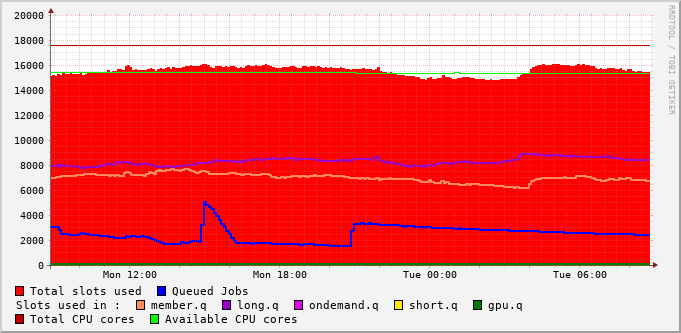 20000
18000
16000
14000
12000
10000
8000
6000
4000
2000
0
Mon 12:00 Mon 18:00 Tue 00:00 Tue 06:00
RRDTOOL / TOBI OETIKER
Total slots used Queued Jobs
Slots used in : member.q long.q ondemand.q short.q gpu.q
Total CPU cores Available CPU cores